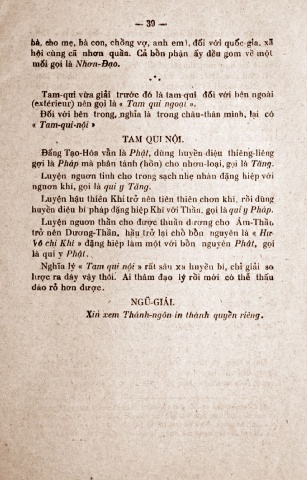 — 39 —
bà, cho mẹ, bà con, chồng vợ, anh em), đối với quốc gia, xã
hội cùng cả nhơn quần. Cả bổn phận ấy đều gom về một
mối gọi là Nhơn-Đạo.
Tam-qui vừa giải trước đó là tam-qui đối với bên ngoài
(extérieur) nên gọi là « Tam qui ngoại ».
Đối với bên trong, nghĩa là trong châu-thân mình, lại có
« Tam-qui-nội »
TAM QUI NỘI.
Đấng Tạo-Hóa vẫn là Phật, dùng huyền-diệu thiêng-liêng
gọi là Pháp mà phân tánh (hồn) cho nhơn-loại, gọi là Tăng.
Luyện ngươn tinh cho trong sạch nhẹ nhàn đặng hiệp với
ngươn khí, gọi là qui y Tăng.
Luyện hậu thiên Khí trở nên tiên thiên chơn khí, rồi dùng
huyền diệu bí pháp đặng hiệp Khí với Thần, gọi là qui y Pháp.
Luyện ngươn thần cho được thuần dương cho Âm-Thần
trở nên Dương-Thần, hầu trở lại chỗ bổn nguyên là « Hư
Vô chi Khí » đặng hiệp làm một với bổn nguyên Phật, gọi
là qui y Phật.
Nghĩa lý « Tam qui nội » rất sâu xa huyền bí, chỉ giải sơ
lược ra đây vậy thôi. Ai thâm đạo lý rồi mới có thể thấu
đáo rõ hơn được.
NGŨ-GIẢI.
Xin xem Thánh-ngôn in thành quyển riêng.